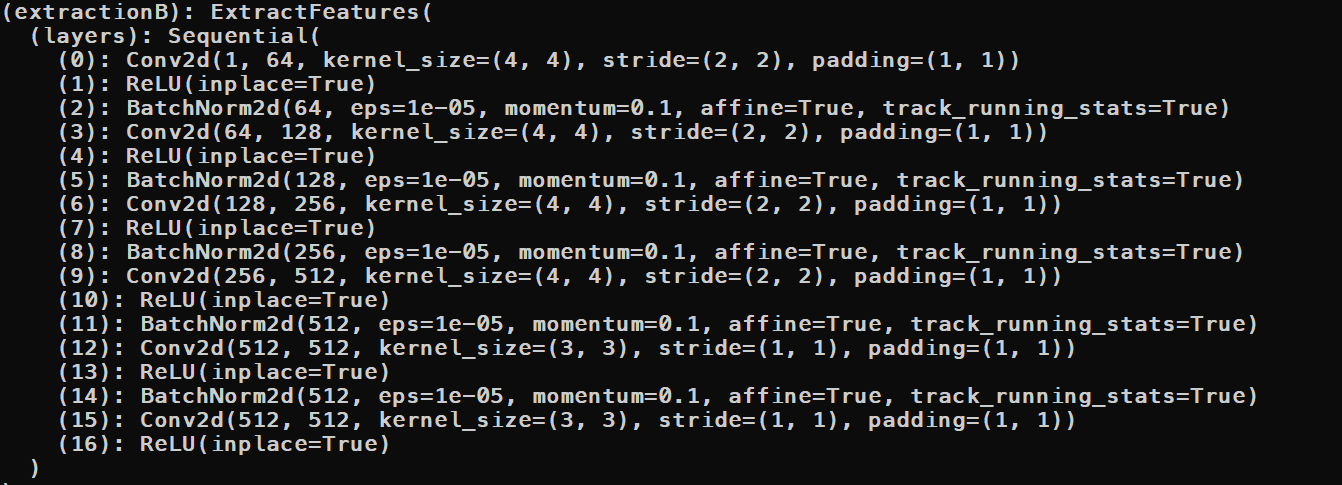 (extractionB): ExtractFeatures(
  (layers): Sequential(
    (0): Conv2d(1, 64, kernel_size=(4, 4), stride=(2, 2), padding=(1, 1))
    (1): ReLU(inplace=True)
    (2): BatchNorm2d(64, eps=1e-05, momentum=0.1, affine=True, track_running_stats=True)
    (3): Conv2d(64, 128, kernel_size=(4, 4), stride=(2, 2), padding=(1, 1))
    (4): ReLU(inplace=True)
    (5): BatchNorm2d(128, eps=1e-05, momentum=0.1, affine=True, track_running_stats=True)
    (6): Conv2d(128, 256, kernel_size=(4, 4), stride=(2, 2), padding=(1, 1))
    (7): ReLU(inplace=True)
    (8): BatchNorm2d(256, eps=1e-05, momentum=0.1, affine=True, track_running_stats=True)
    (9): Conv2d(256, 512, kernel_size=(4, 4), stride=(2, 2), padding=(1, 1))
    (10): ReLU(inplace=True)
    (11): BatchNorm2d(512, eps=1e-05, momentum=0.1, affine=True, track_running_stats=True)
    (12): Conv2d(512, 512, kernel_size=(3, 3), stride=(1, 1), padding=(1, 1))
    (13): ReLU(inplace=True)
    (14): BatchNorm2d(512, eps=1e-05, momentum=0.1, affine=True, track_running_stats=True)
    (15): Conv2d(512, 512, kernel_size=(3, 3), stride=(1, 1), padding=(1, 1))
    (16): ReLU(inplace=True)
  )